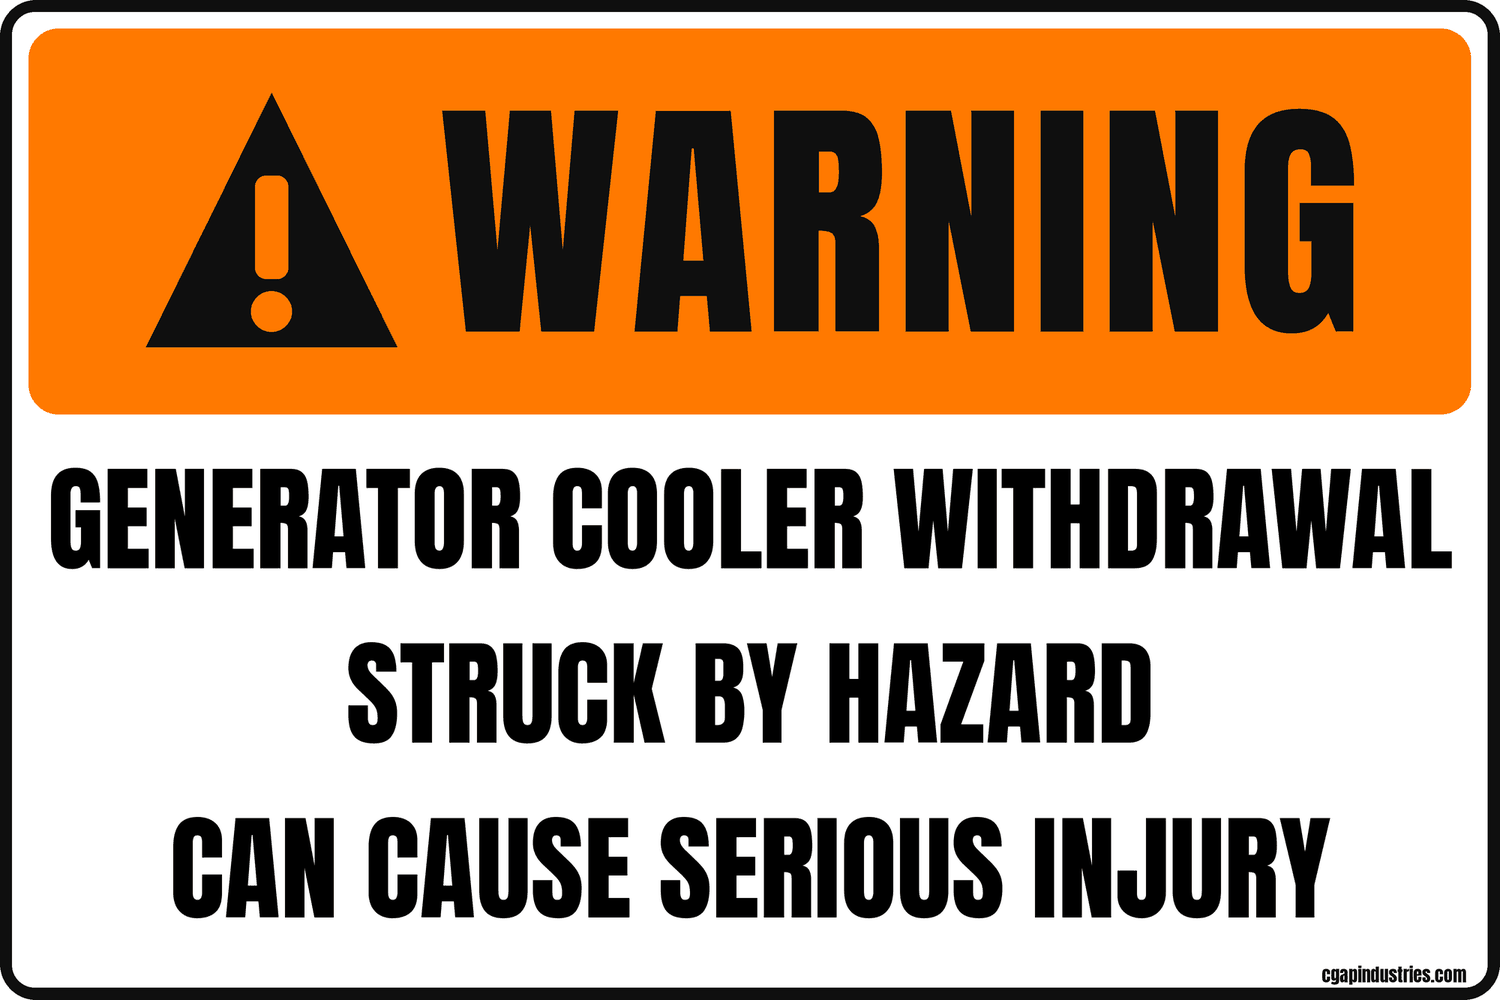 WARNING
GENERATOR COOLER WITHDRAWAL
STRUCK BY HAZARD
CAN CAUSE SERIOUS INJURY
cgapindustries.com